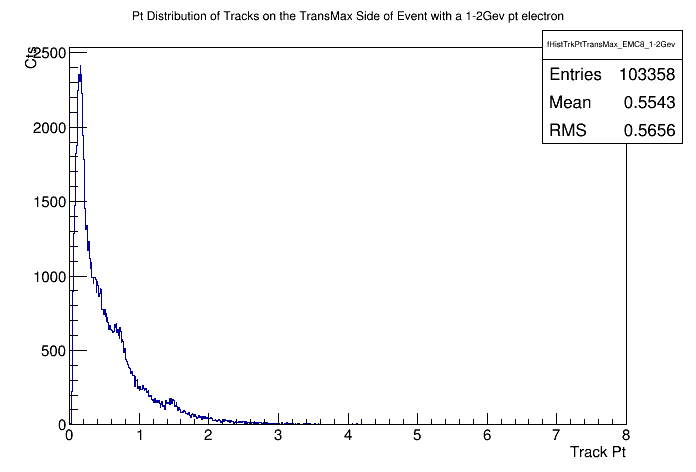 Pt Distribution of Tracks on the TransMax Side of Event with a 1-2Gev pt electron
fHistTrkPtTransMax_EMC8_1-2Gev
Entries 103358
Mean 0.5543
RMS 0.5656
Cts
2500
2000
1500
1000
500
0
0 1 2 3 4 5 6 7 8
Track Pt